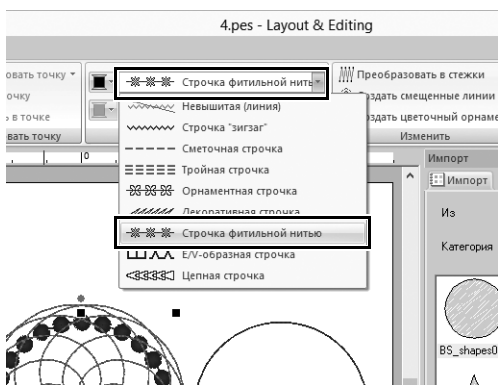 4.pes - Layout & Editing
овать точку
Строчка фитильной нитью
Преобразовать в стежки
очку
Невышитая (линия)
оздать смещенные линии
ь в точке
Строчка "зигзаг"
оздать цветочный орнаме
вать точку
Сметочная строчка
Изменить
Тройная строчка
Импорт
Орнаментная строчка
Импорт
Декоративная строчка
Из
Строчка фитильной нитью
Категория
E/V-образная строчка
Цепная строчка
BS_shapes0
0